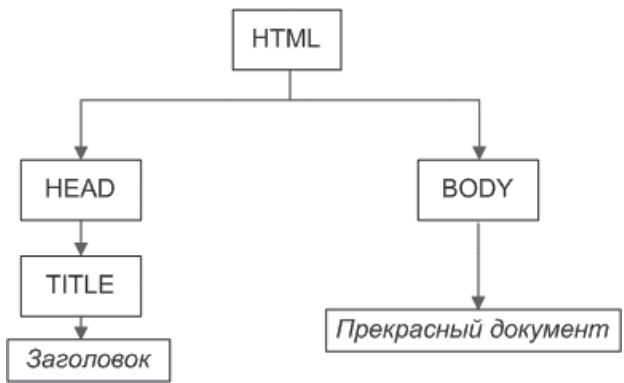 HTML
HEAD
BODY
TITLE
Прекрасный документ
Заголовок